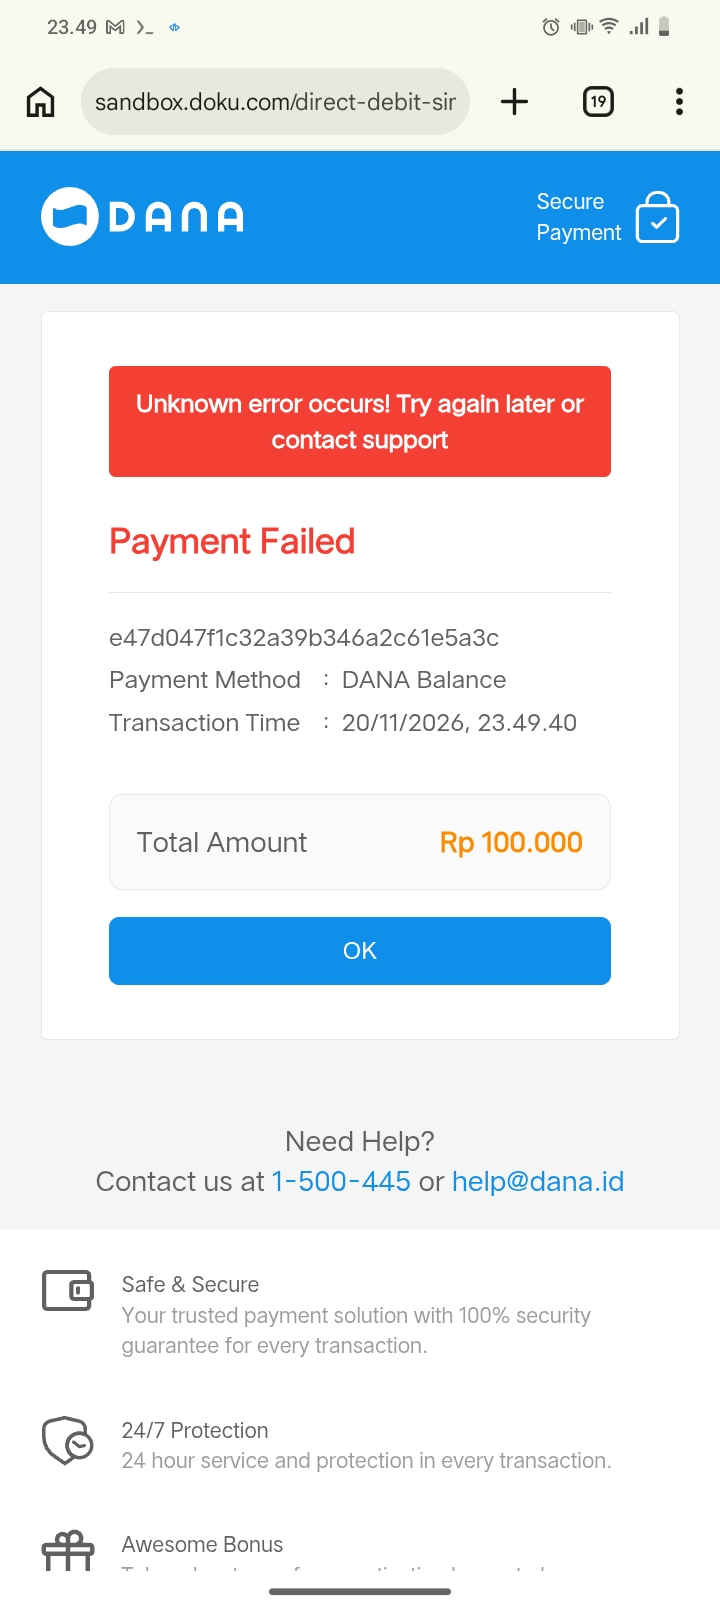 23.49
sandbox.doku.com/direct-debit-sir
19
DANA
Secure
Payment
Unknown error occurs! Try again later or
contact support
Payment Failed
e47d047f1c32a39b346a2c61e5a3c
Payment Method : DANA Balance
Transaction Time : 20/11/2026, 23.49.40
Total Amount Rp 100.000
OK
Need Help?
Contact us at 1-500-445 or help@dana.id
Safe & Secure
Your trusted payment solution with 100% security
guarantee for every transaction.
24/7 Protection
24 hour service and protection in every transaction.
Awesome Bonus